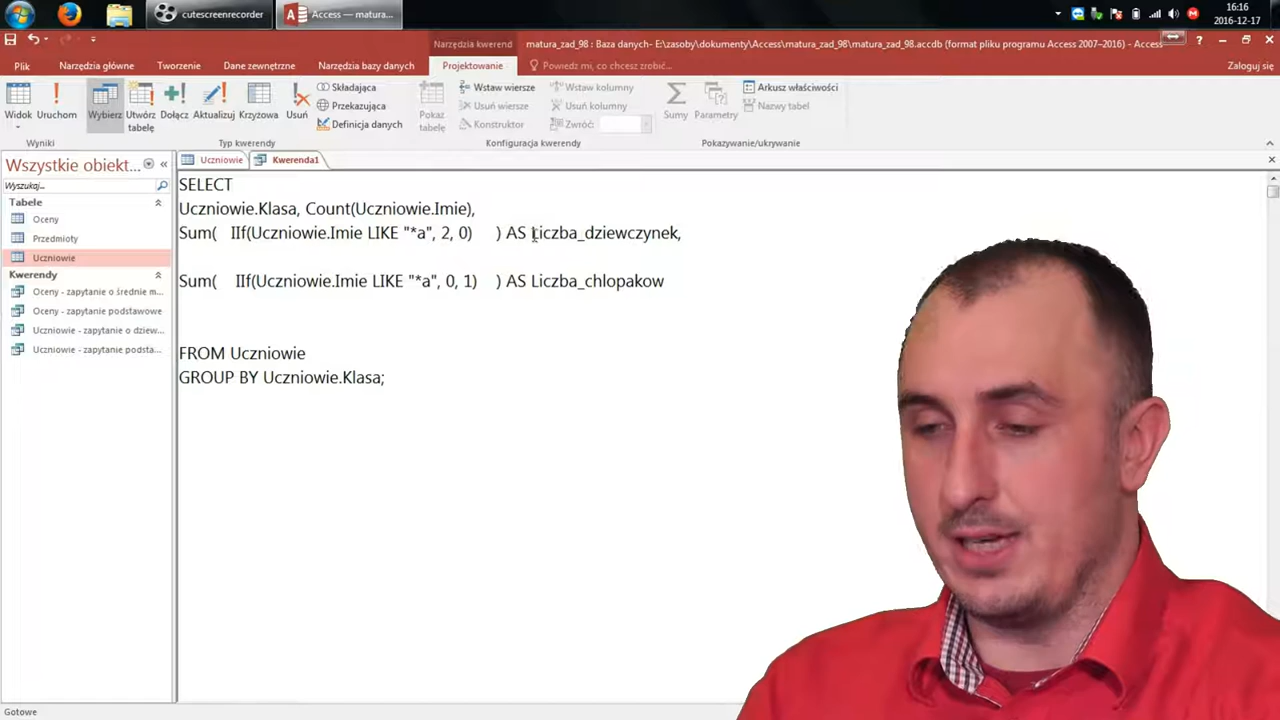 cutescreenrecorder
Access — matura_...
16:16
2016-12-17
Narzędzia kwerend
matura_zad_98 : Baza danych- E:\zasoby\dokumenty\Access\matura_zad_98\matura_zad_98.accdb (format pliku programu Access 2007–2016) - Access
Plik
Narzędzia główne
Tworzenie
Dane zewnętrzne
Narzędzia bazy danych
Projektowanie
Powiedz mi, co chcesz zrobić...
Zaloguj się
Widok
Uruchom
Wybierz
Utwórz tabelę
Dołącz
Aktualizuj
Krzyżowa
Usuń
Składająca
Przekazująca
Definicja danych
Pokaż tabelę
Wstaw wiersze
Usuń wiersze
Konstruktor
Wstaw kolumny
Usuń kolumny
Zwróć:
Sumy
Parametry
Arkusz właściwości
Nazwy tabel
Wyniki
Typ kwerendy
Konfiguracja kwerendy
Pokazywanie/ukrywanie
Wszystkie obiekt...
Wyszukaj...
Tabele
Oceny
Przedmioty
Uczniowie
Kwerendy
Oceny - zapytanie o średnie m...
Oceny - zapytanie podstawowe
Uczniowie - zapytanie o dziew...
Uczniowie - zapytanie podsta...
Uczniowie
Kwerenda1
SELECT
Uczniowie.Klasa, Count(Uczniowie.Imie),
Sum( IIf(Uczniowie.Imie LIKE "*a", 2, 0) ) AS Liczba_dziewczynek,
Sum( IIf(Uczniowie.Imie LIKE "*a", 0, 1) ) AS Liczba_chlopakow
FROM Uczniowie
GROUP BY Uczniowie.Klasa;
Gotowe